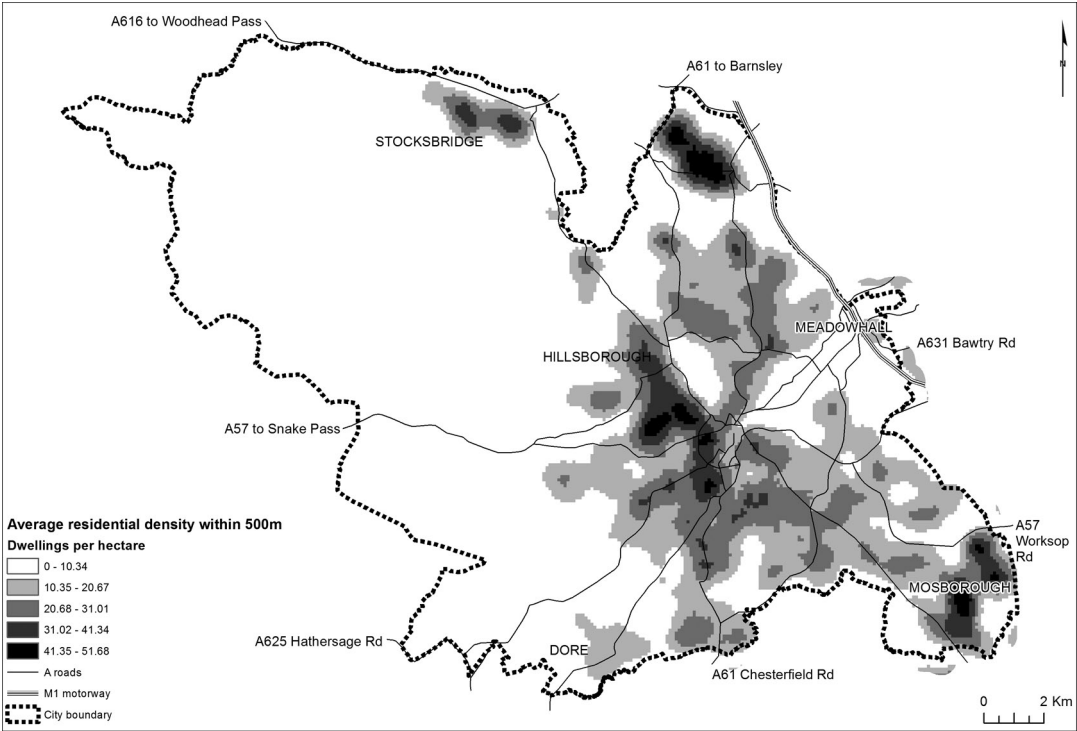 A616 to Woodhead Pass
A61 to Barnsley
N
STOCKSBRIDGE
MEADOWHALL
A631 Bawtry Rd
HILLSBOROUGH
A57 to Snake Pass
A57
Worksop
Rd
MOSBOROUGH
A625 Hathersage Rd
DORE
A61 Chesterfield Rd
Average residential density within 500m
Dwellings per hectare
0 - 10.34
10.35 - 20.67
20.68 - 31.01
31.02 - 41.34
41.35 - 51.68
A roads
M1 motorway
City boundary
0 2 Km